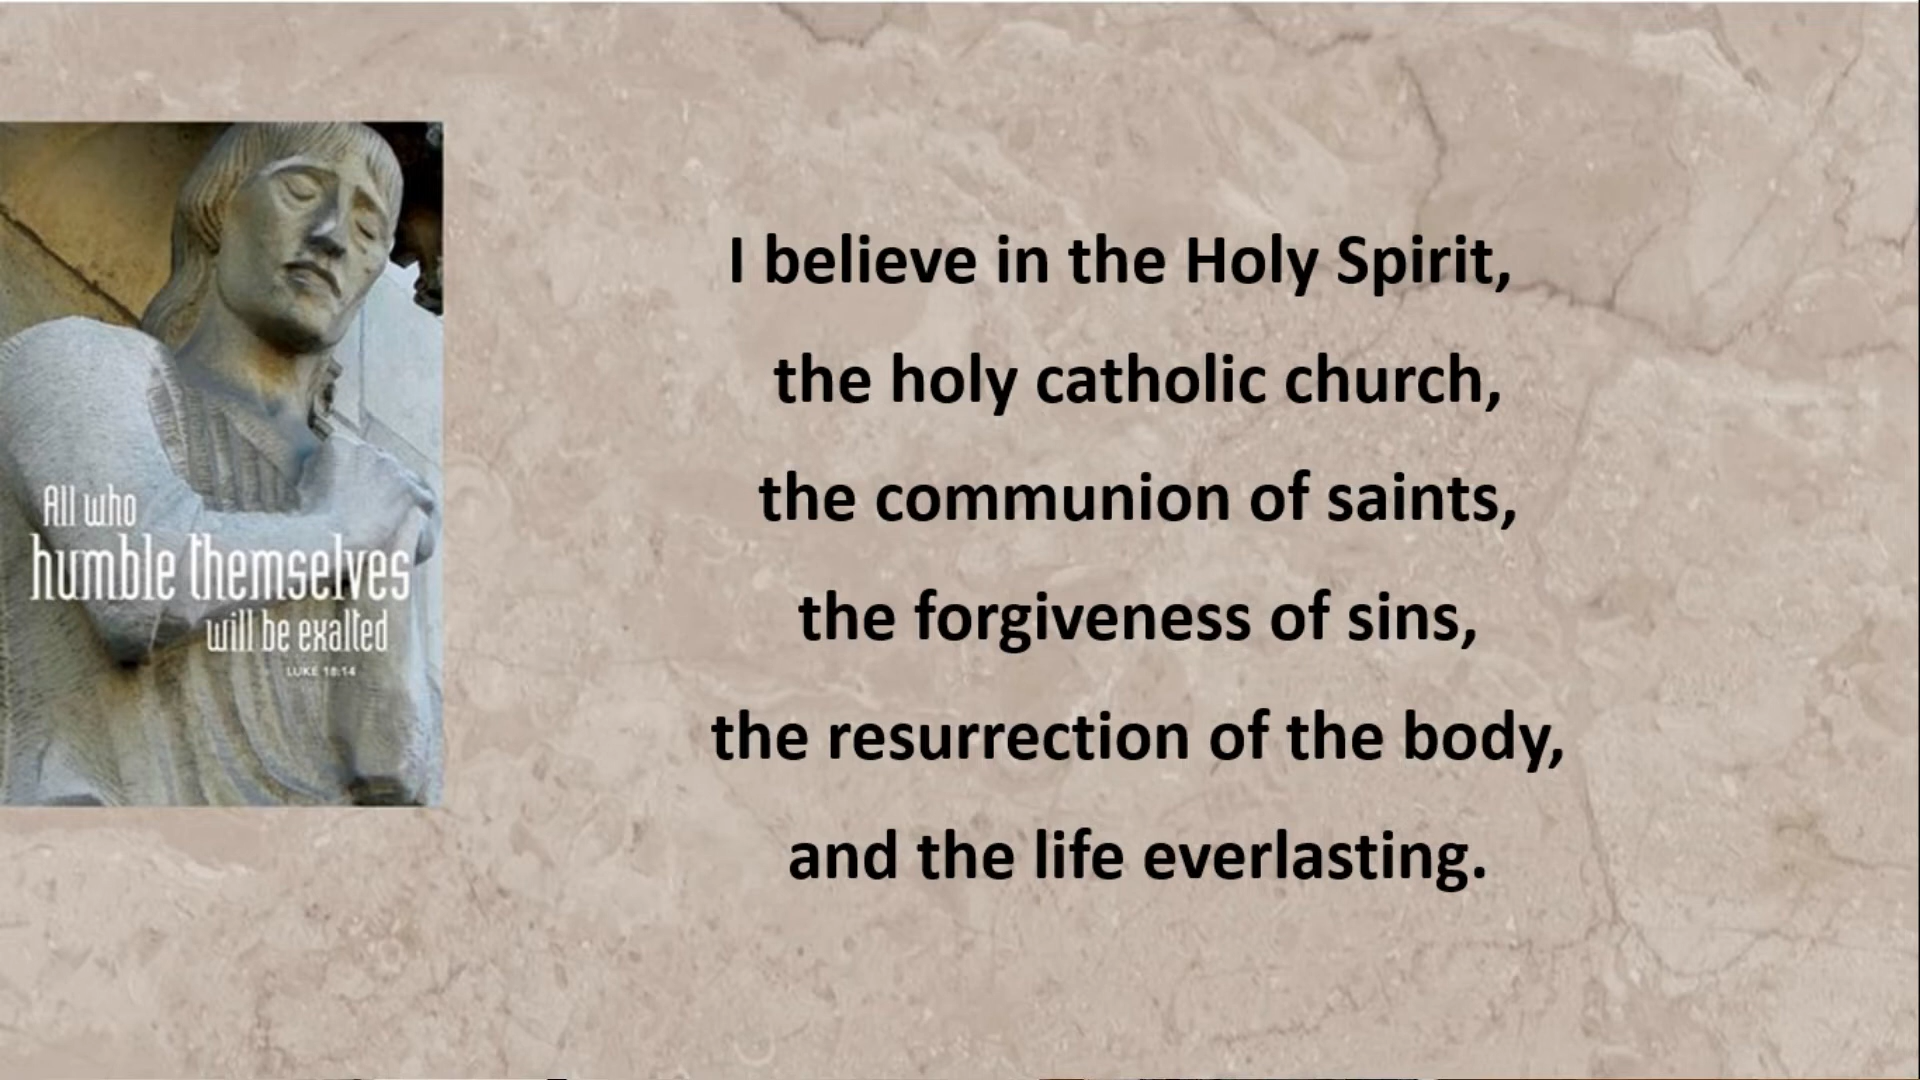 All who
humble themselves
will be exalted
LUKE 18:14
I believe in the Holy Spirit,
the holy catholic church,
the communion of saints,
the forgiveness of sins,
the resurrection of the body,
and the life everlasting.